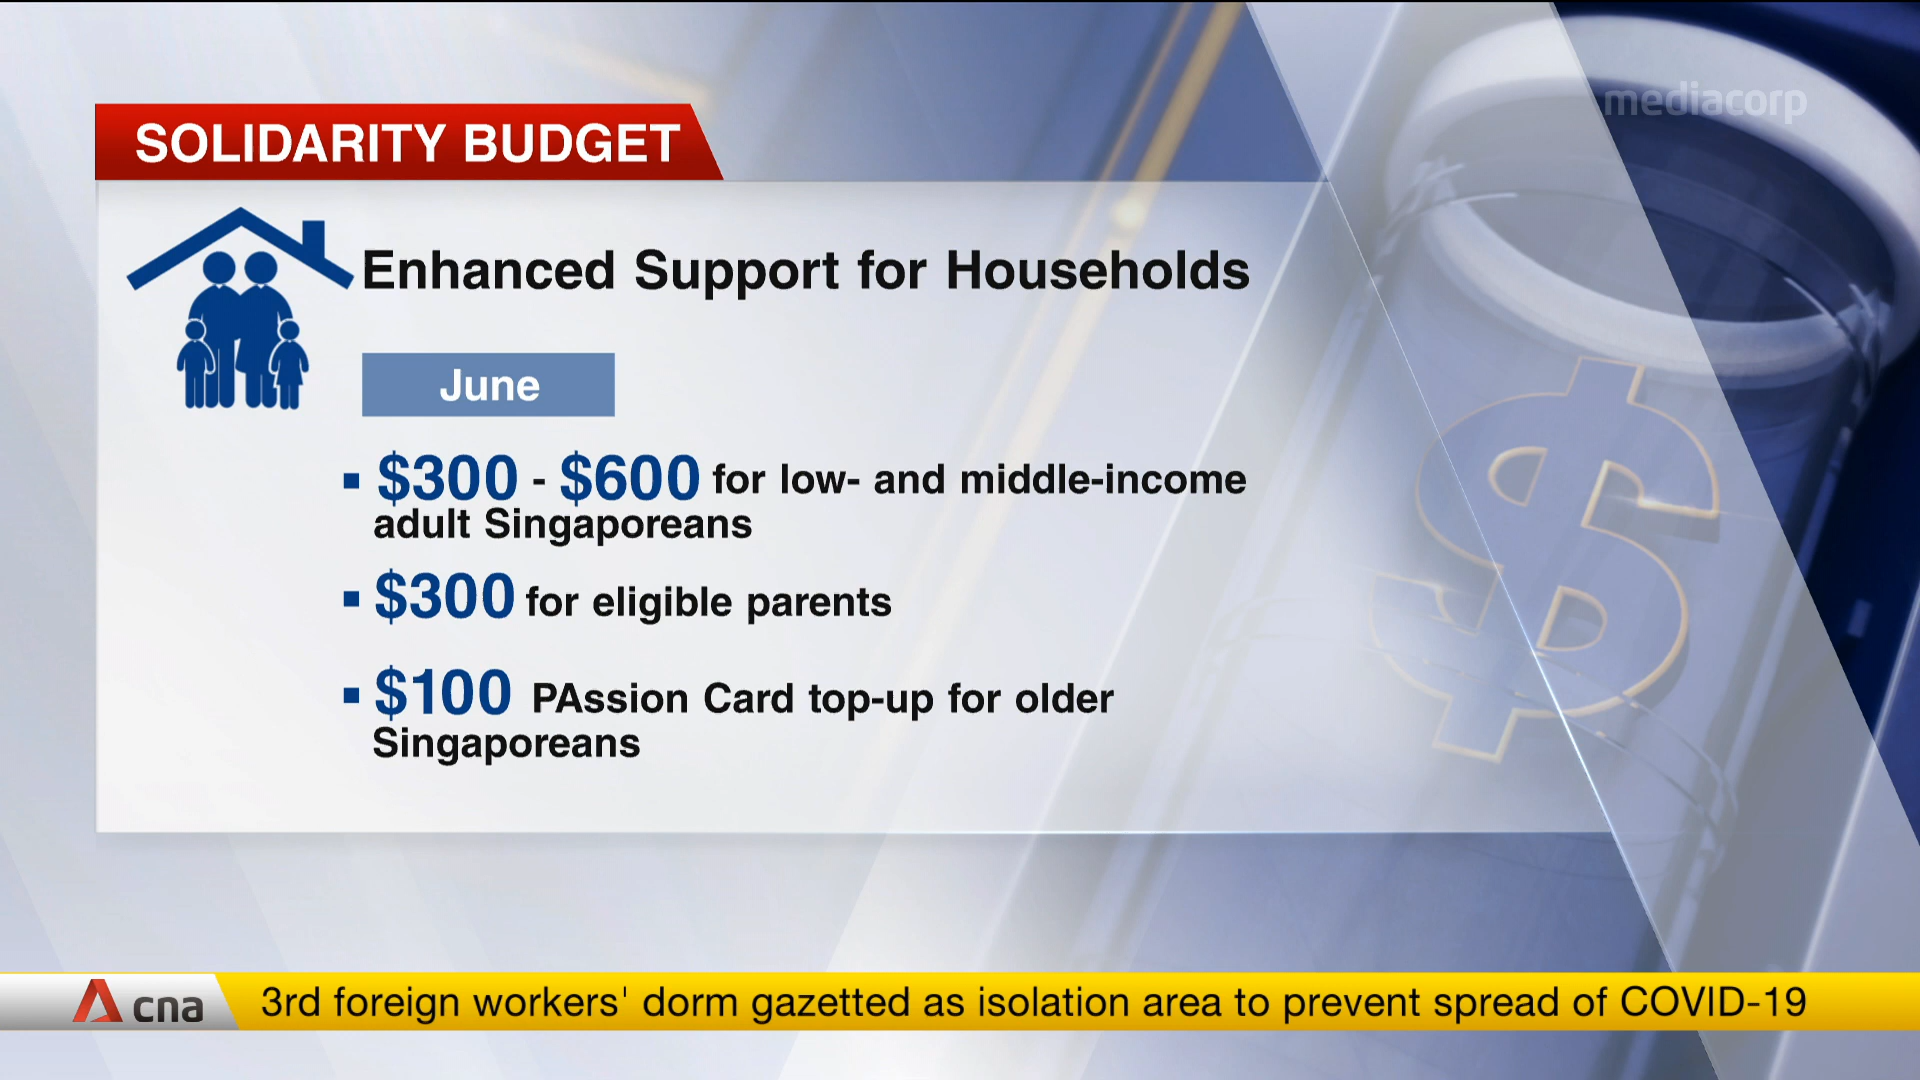 mediacorp
SOLIDARITY BUDGET
Enhanced Support for Households
June
▪ $300 - $600 for low- and middle-income
adult Singaporeans
▪ $300 for eligible parents
▪ $100 PAssion Card top-up for older
Singaporeans
cna 3rd foreign workers' dorm gazetted as isolation area to prevent spread of COVID-19